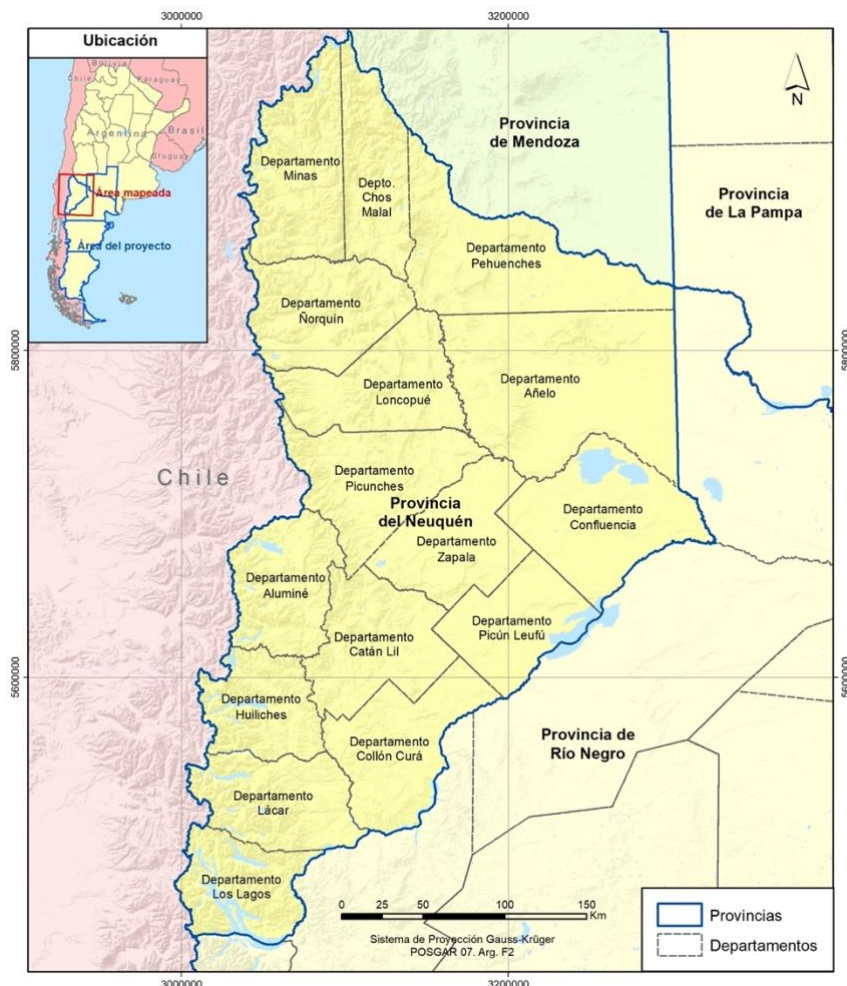 3000000
3200000
Ubicación
Bolivia
Chile
Paraguay
Argentina
Brasil
Uruguay
Área mapeada
Área del proyecto
N
Provincia
de Mendoza
Provincia
de La Pampa
Departamento
Minas
Depto.
Chos
Malal
Departamento
Pehuenches
Departamento
Ñorquín
5800000
5800000
Departamento
Loncopué
Departamento
Añelo
Chile
Departamento
Picunches
Provincia
del Neuquén
Departamento
Confluencia
Departamento
Zapala
Departamento
Aluminé
Departamento
Catán Lil
Departamento
Picún Leufú
5600000
5600000
Departamento
Huiliches
Departamento
Collón Curá
Provincia de
Río Negro
Departamento
Lácar
Departamento
Los Lagos
0 25 50 100 150
Km
Sistema de Proyección Gauss-Krüger
POSGAR 07. Arg. F2
Provincias
Departamentos
3000000
3200000